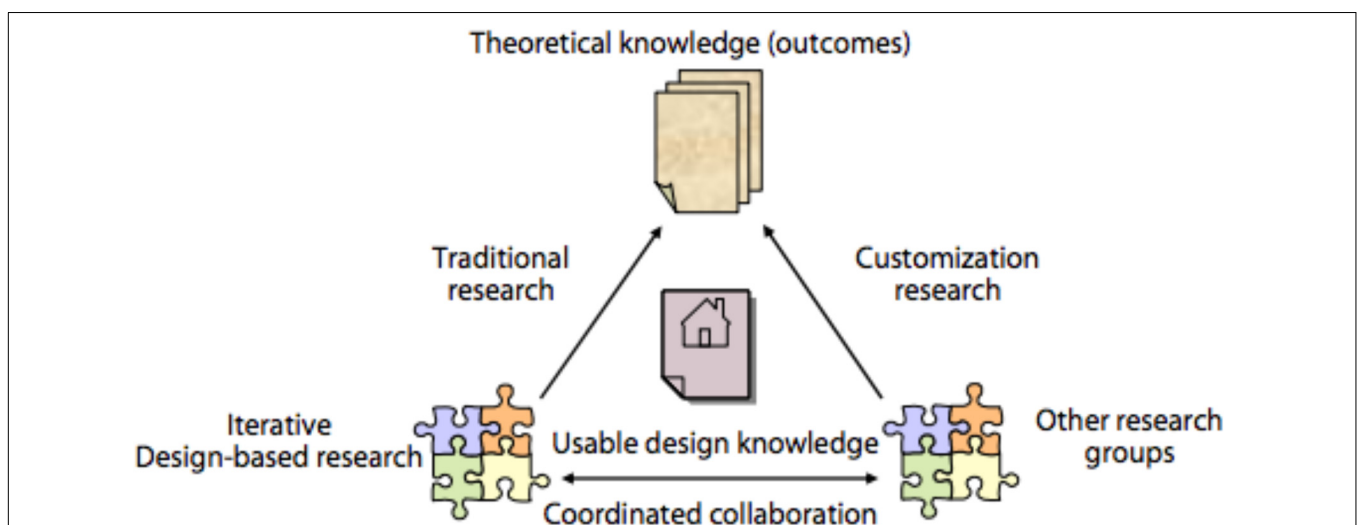 Theoretical knowledge (outcomes)
Traditional
research
Customization
research
Iterative
Design-based research
Usable design knowledge
Other research
groups
Coordinated collaboration